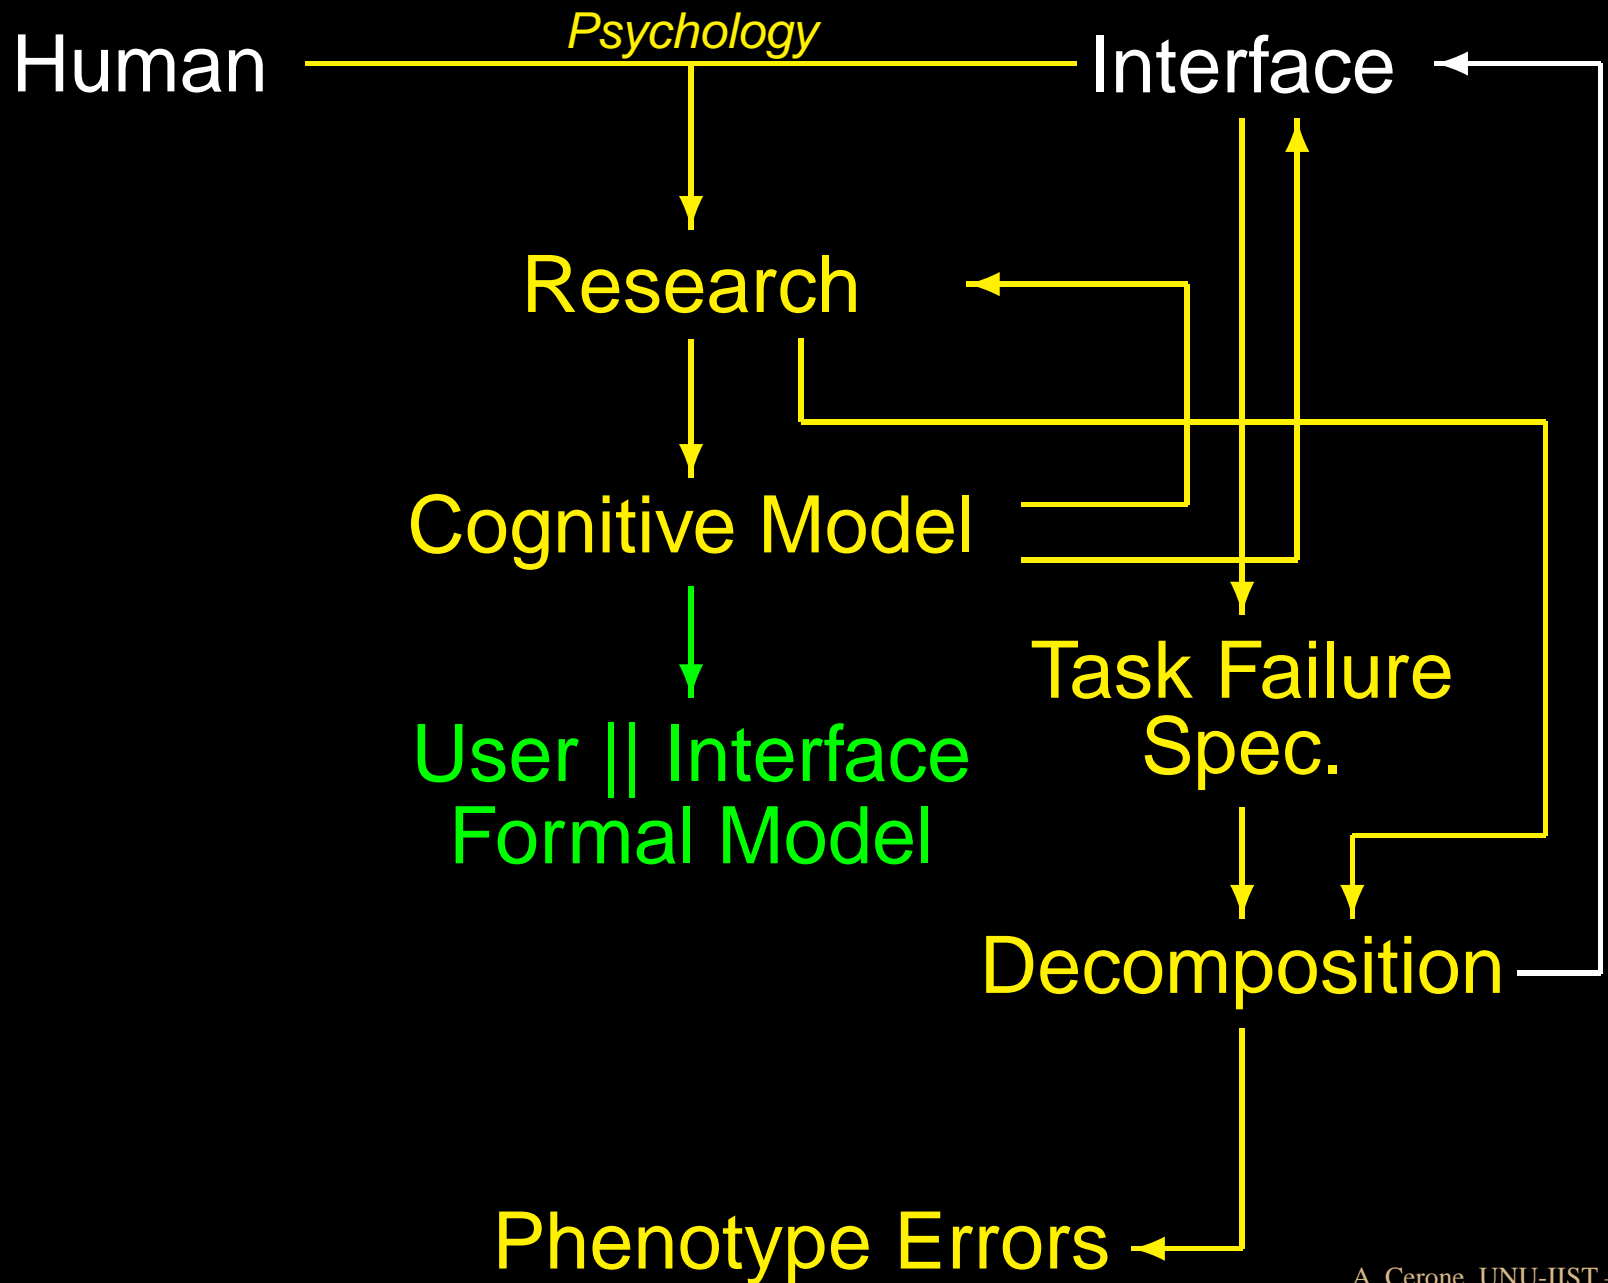 Psychology
Human
Interface
Research
Cognitive Model
Task Failure
Spec.
User || Interface
Formal Model
Decomposition
Phenotype Errors
A. Cerone, UNU-IIST